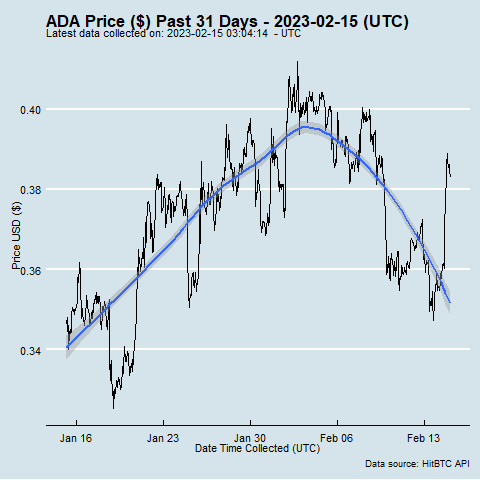 ADA Price ($) Past 31 Days - 2023-02-15 (UTC)
Latest data collected on: 2023-02-15 03:04:14 - UTC
0.40
0.38
0.36
0.34
Price USD ($)
Jan 16 Jan 23 Jan 30 Feb 06 Feb 13
Date Time Collected (UTC)
Data source: HitBTC API